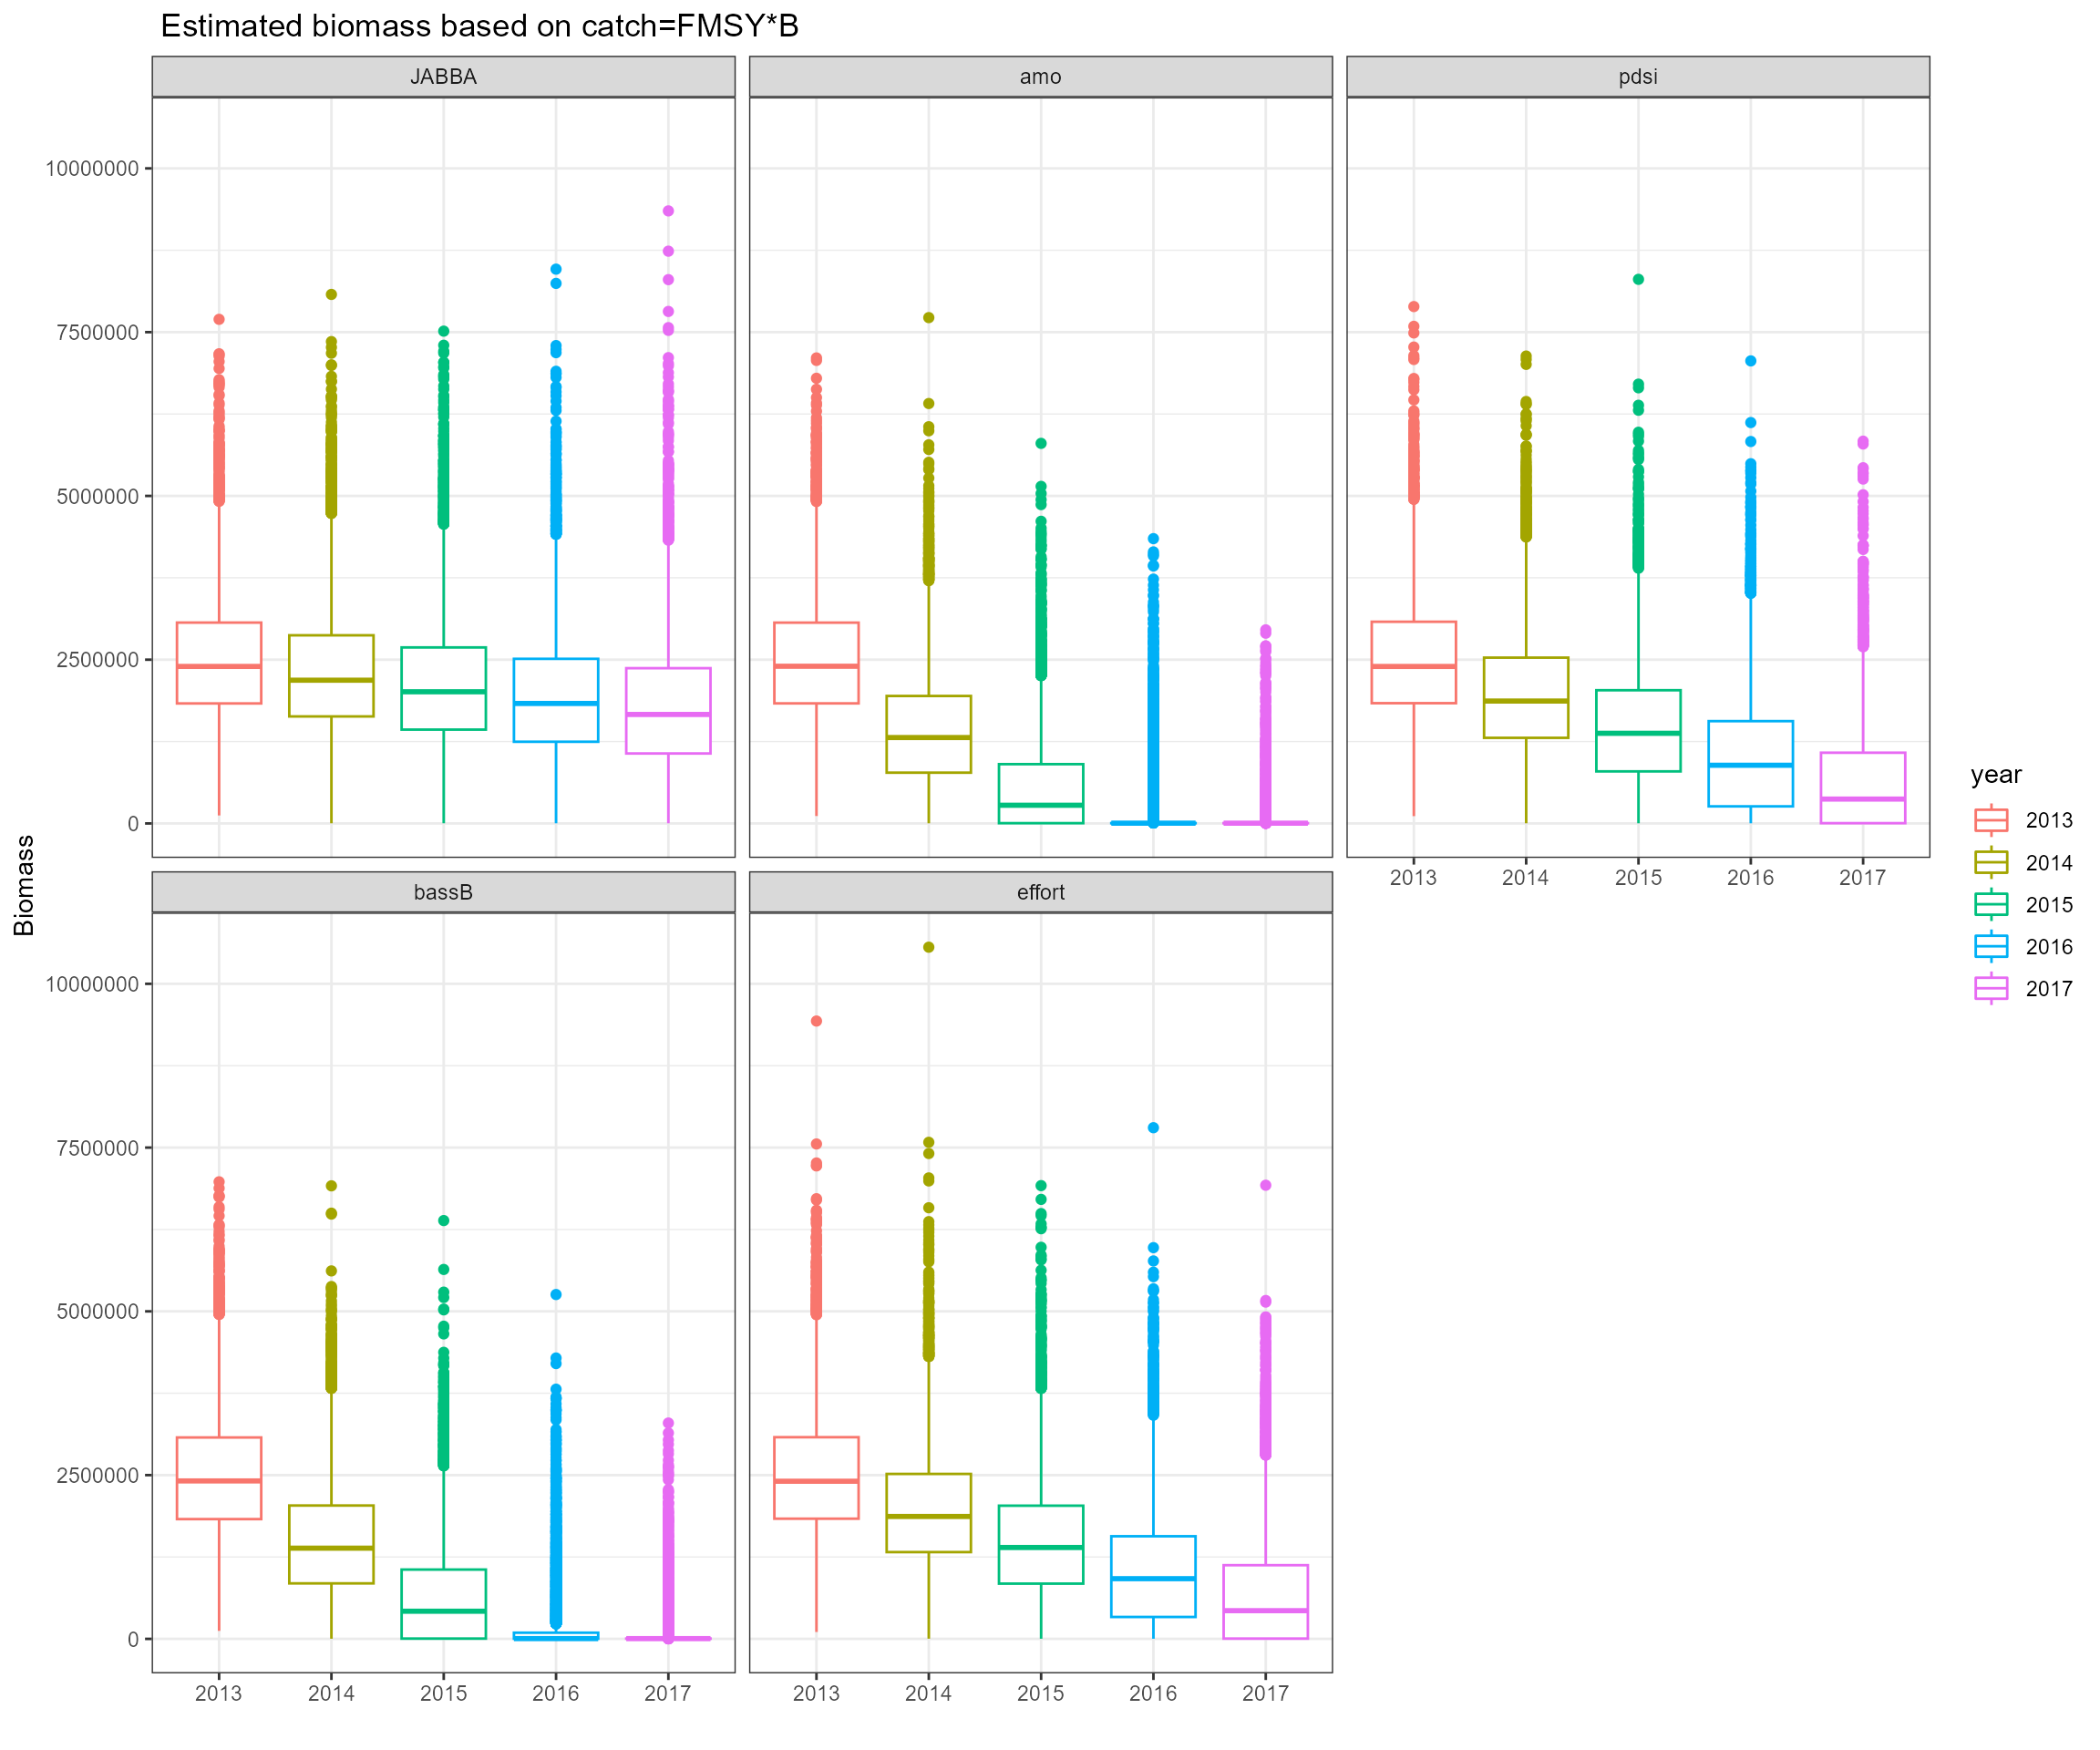 Estimated biomass based on catch=FMSY*B
JABBA
amo
pdsi
10000000
7500000
5000000
2500000
0
2013 2014 2015 2016 2017
Biomass
bassB
effort
10000000
7500000
5000000
2500000
0
2013 2014 2015 2016 2017
2013 2014 2015 2016 2017
year
2013
2014
2015
2016
2017